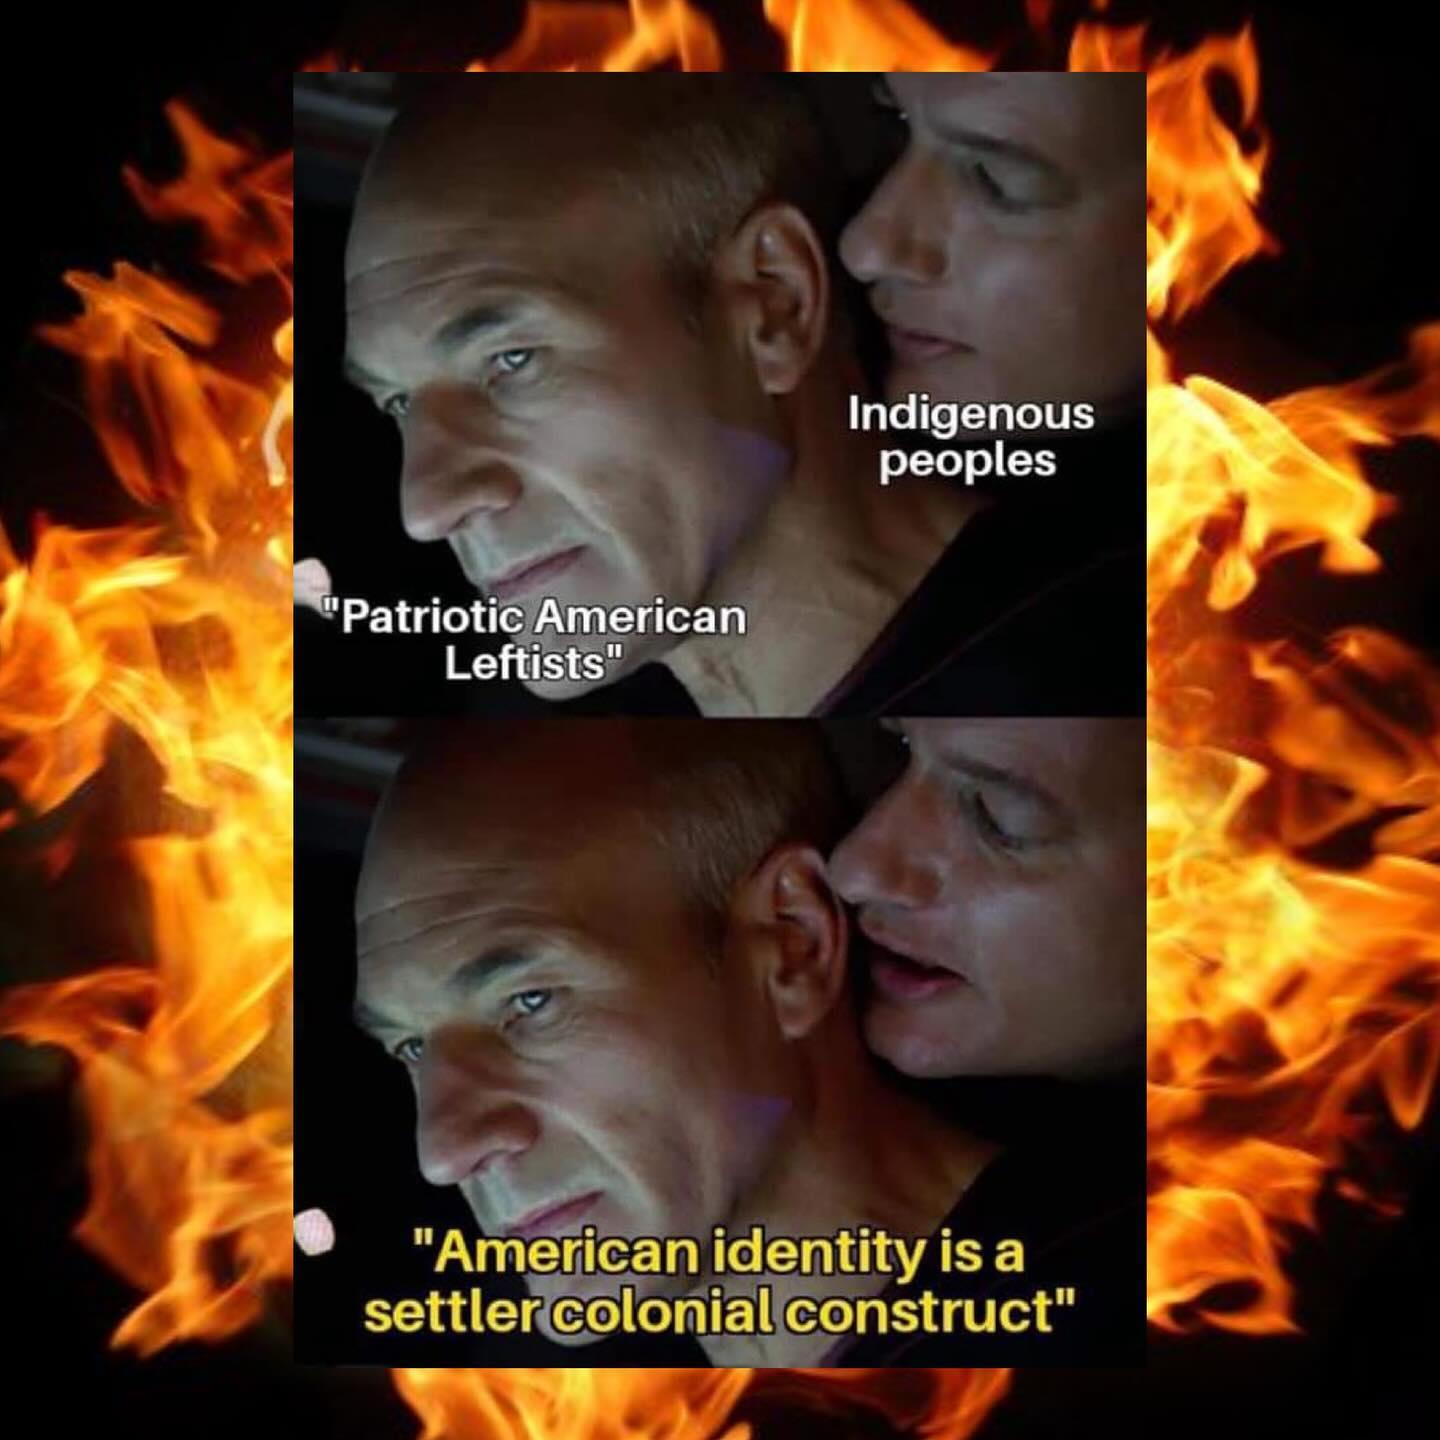 Indigenous
peoples
"Patriotic American
Leftists"
"American identity is a
settler colonial construct"